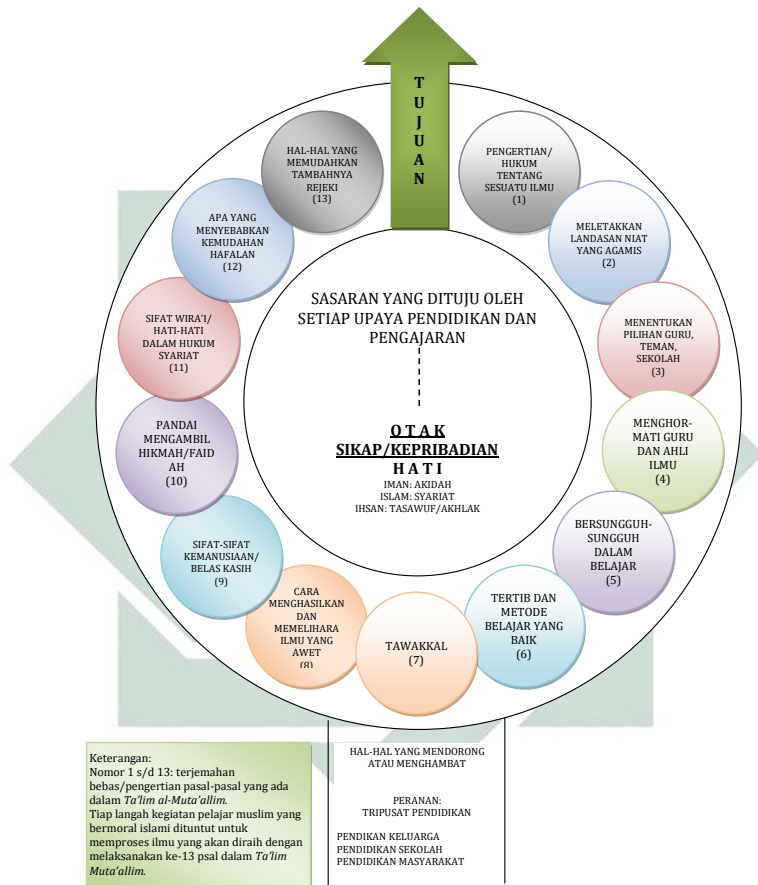 T
U
J
U
A
N
PENGERTIAN/
HUKUM TENTANG
SESUATU ILMU
(1)
MELETAKKAN
LANDASAN NIAT
YANG AGAMIS
(2)
MENENTUKAN
PILIHAN GURU,
TEMAN,
SEKOLAH
(3)
MENGHOR-
MATI GURU
DAN AHLI
ILMU
(4)
BERSUNGGUH-
SUNGGUH
DALAM
BELAJAR
(5)
TERTIB DAN
METODE
BELAJAR YANG
BAIK
(6)
TAWAKKAL
(7)
CARA
MENGHASILKAN
DAN
MEMELIHARA
ILMU YANG
AWET
(8)
SIFAT-SIFAT
KEMANUSIAAN/
BELAS KASIH
(9)
PANDAI
MENGAMBIL
HIKMAH/FAID
AH
(10)
SIFAT WIRA'I/
HATI-HATI
DALAM HUKUM
SYARIAT
(11)
APA YANG
MENYEBABKAN
KEMUDAHAN
HAFALAN
(12)
HAL-HAL YANG
MEMUDAHKAN
TAMBAHNYA
REJEKI
(13)
SASARAN YANG DITUJU OLEH
SETIAP UPAYA PENDIDIKAN DAN
PENGAJARAN
O T A K
SIKAP/KEPRIBADIAN
H A T I
IMAN: AKIDAH
ISLAM: SYARIAT
IHSAN: TASAWUF/AKHLAK
Keterangan:
Nomor 1 s/d 13: terjemahan
bebas/pengertian pasal-pasal yang ada
dalam Ta'lim al-Muta'allim.
Tiap langah kegiatan pelajar muslim yang
bermoral islami dituntut untuk
memproses ilmu yang akan diraih dengan
melaksanakan ke-13 psal dalam Ta'lim
Muta'allim.
HAL-HAL YANG MENDORONG
ATAU MENGHAMBAT
PERANAN:
TRIPUSAT PENDIDIKAN
PENDIKAN KELUARGA
PENDIDIKAN SEKOLAH
PENDIDIKAN MASYARAKAT